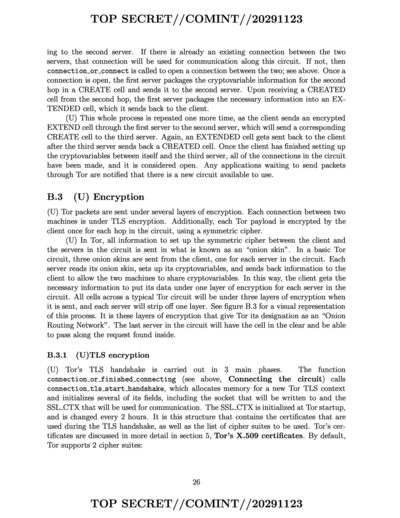 TOP SECRET//COMINT//20291123
ing to the second server. If there is already an existing connection between the two
servers, that connection will be used for communication along this circuit. If not, then
connection_or_connect is called to open a connection between the two; see above. Once a
connection is open, the first server packages the cryptovariable information for the second
hop in a CREATE cell and sends it to the second server. Upon receiving a CREATED
cell from the second hop, the first server packages the necessary information into an EX-
TENDED cell, which it sends back to the client.
(U) This whole process is repeated one more time, as the client sends an encrypted
EXTEND cell through the first server to the second server, which will send a corresponding
CREATE cell to the third server. Again, an EXTENDED cell gets sent back to the client
after the third server sends back a CREATED cell. Once the client has finished setting up
the cryptovariables between itself and the third server, all of the connections in the circuit
have been made, and it is considered open. Any applications waiting to send packets
through Tor are notified that there is a new circuit available to use.
B.3 (U) Encryption
(U) Tor packets are sent under several layers of encryption. Each connection between two
machines is under TLS encryption. Additionally, each Tor payload is encrypted by the
client once for each hop in the circuit, using a symmetric cipher.
(U) In Tor, all information to set up the symmetric cipher between the client and
the servers in the circuit is sent in what is known as an "onion skin". In a basic Tor
circuit, three onion skins are sent from the client, one for each server in the circuit. Each
server reads its onion skin, sets up its cryptovariables, and sends back information to the
client to allow the two machines to share cryptovariables. In this way, the client gets the
necessary information to put its data under one layer of encryption for each server in the
circuit. All cells across a typical Tor circuit will be under three layers of encryption when
it is sent, and each server will strip off one layer. See figure B.3 for a visual representation
of this process. It is these layers of encryption that give Tor its designation as an "Onion
Routing Network". The last server in the circuit will have the cell in the clear and be able
to pass along the request found inside.
B.3.1 (U)TLS encryption
(U) Tor's TLS handshake is carried out in 3 main phases. The function
connection_or_finished_connecting (see above, Connecting the circuit) calls
connection_tls_start_handshake, which allocates memory for a new Tor TLS context
and initializes several of its fields, including the socket that will be written to and the
SSL_CTX that will be used for communication. The SSL_CTX is initialized at Tor startup,
and is changed every 2 hours. It is this structure that contains the certificates that are
used during the TLS handshake, as well as the list of cipher suites to be used. Tor's cer-
tificates are discussed in more detail in section 5, Tor's X.509 certificates. By default,
Tor supports 2 cipher suites:
26
TOP SECRET//COMINT//20291123